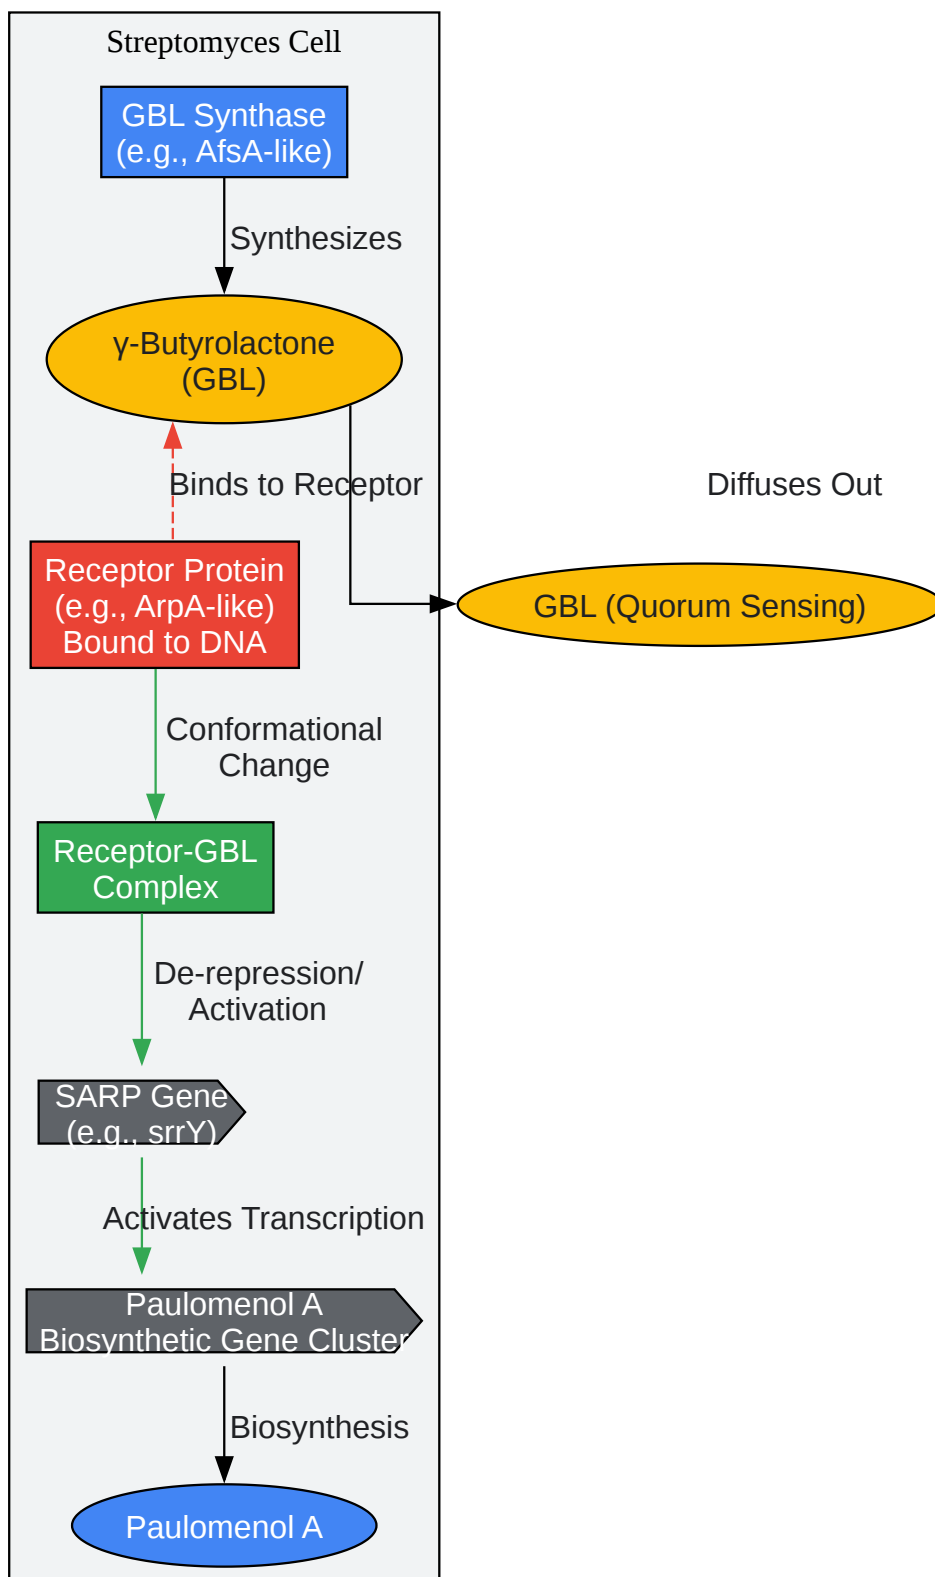 Streptomyces Cell
GBL Synthase
(e.g., AfsA-like)
Synthesizes
γ-Butyrolactone
(GBL)
Binds to Receptor
Diffuses Out
Receptor Protein
(e.g., ArpA-like)
Bound to DNA
GBL (Quorum Sensing)
Conformational
Change
Receptor-GBL
Complex
De-repression/
Activation
SARP Gene
(e.g., srrY)
Activates Transcription
Paulomenol A
Biosynthetic Gene Cluster
Biosynthesis
Paulomenol A